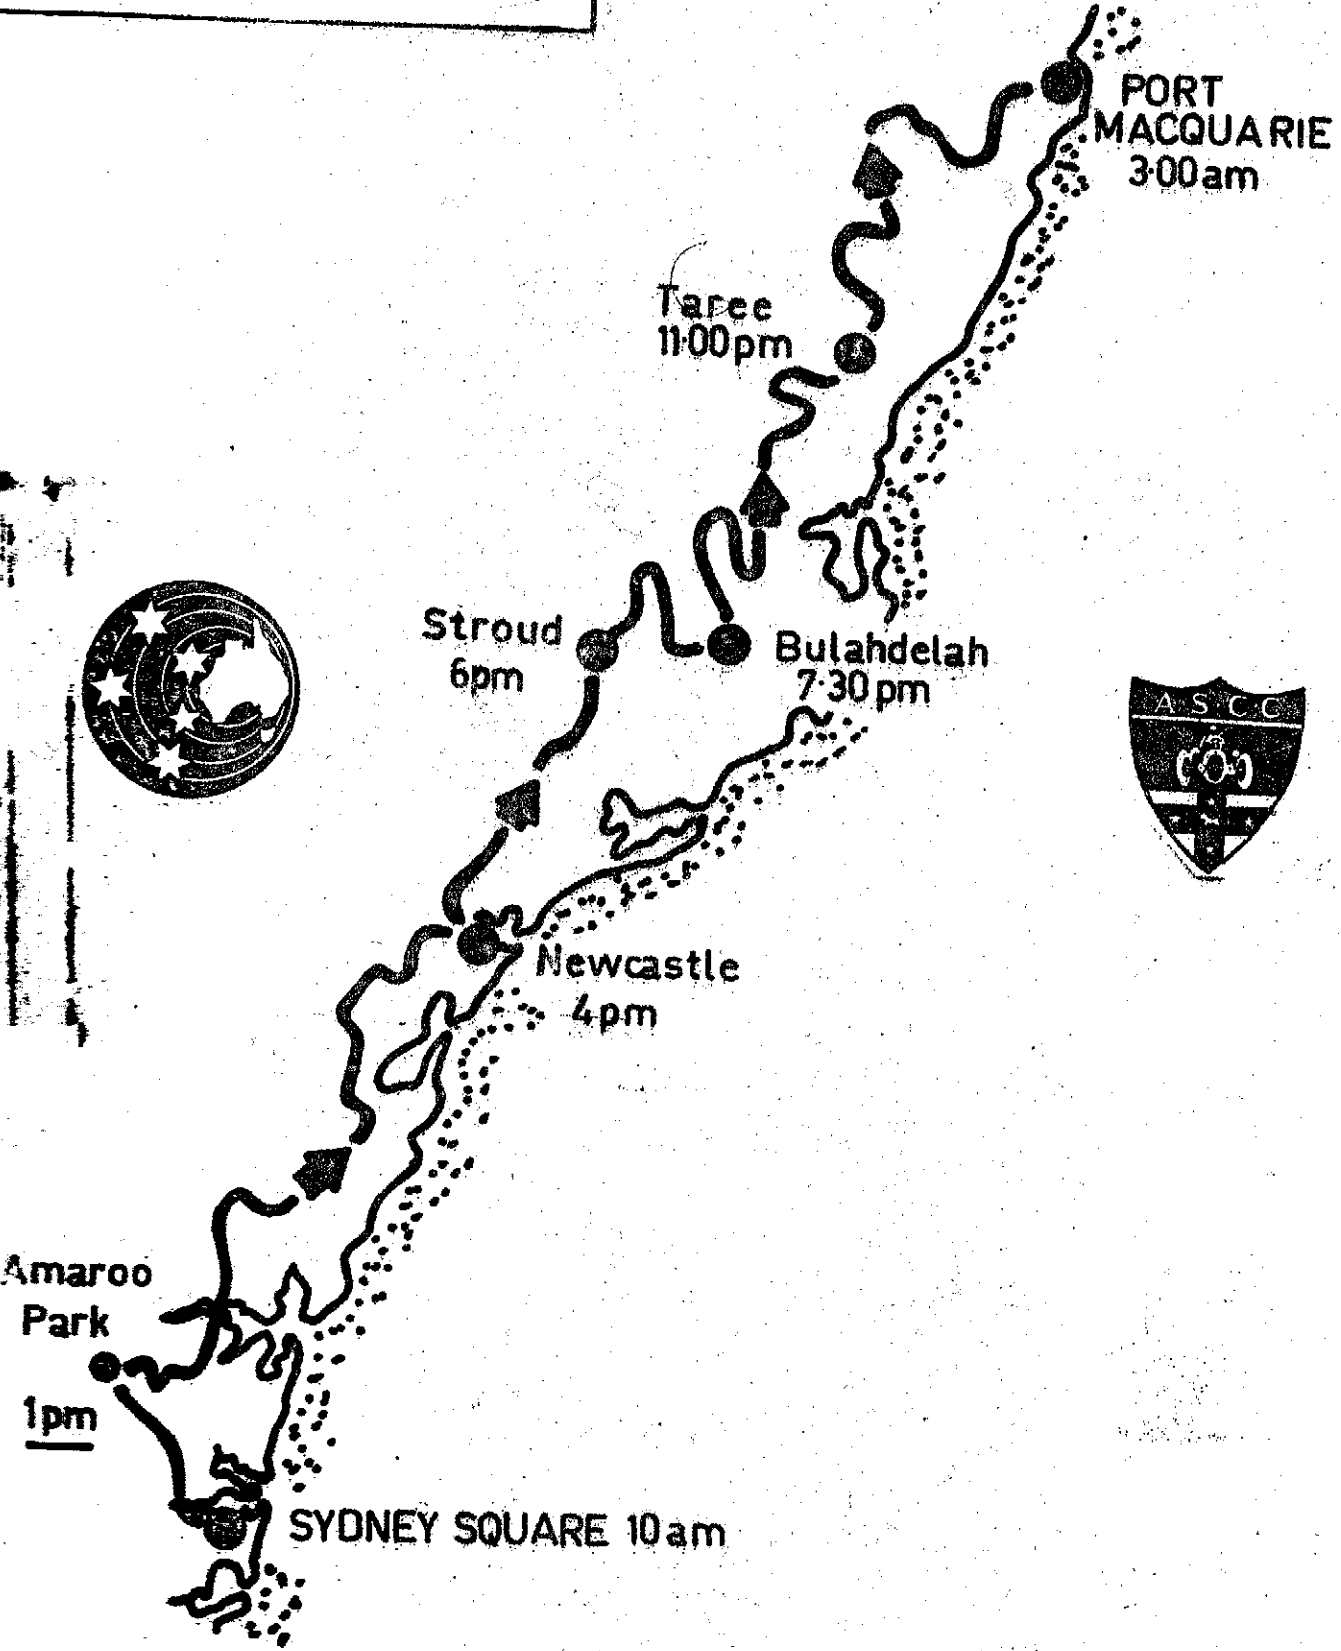 PORT
MACQUARIE
3·00am
Taree
11·00pm
Stroud
6pm
Bulahdelah
7·30pm
A S C C
Newcastle
4pm
Amaroo
Park
1pm
SYDNEY SQUARE 10am